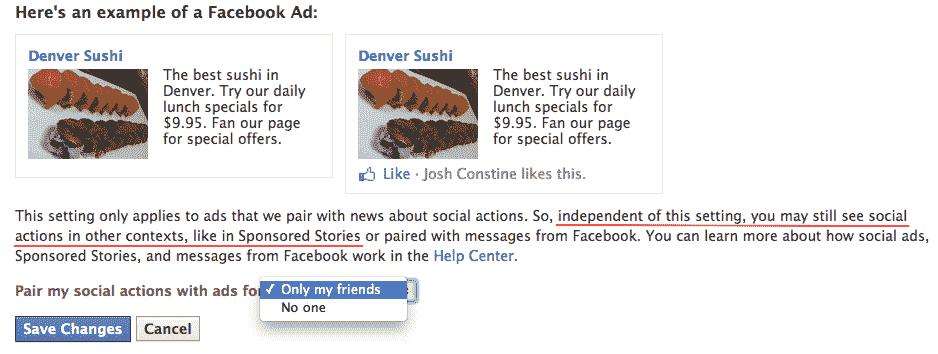 Here's an example of a Facebook Ad:
Denver Sushi
The best sushi in
Denver. Try our daily
lunch specials for
$9.95. Fan our page
for special offers.
Denver Sushi
The best sushi in
Denver. Try our daily
lunch specials for
$9.95. Fan our page
for special offers.
Like · Josh Constine likes this.
This setting only applies to ads that we pair with news about social actions. So, independent of this setting, you may still see social
actions in other contexts, like in Sponsored Stories or paired with messages from Facebook. You can learn more about how social ads,
Sponsored Stories, and messages from Facebook work in the Help Center.
Pair my social actions with ads for
✓ Only my friends
No one
Save Changes Cancel